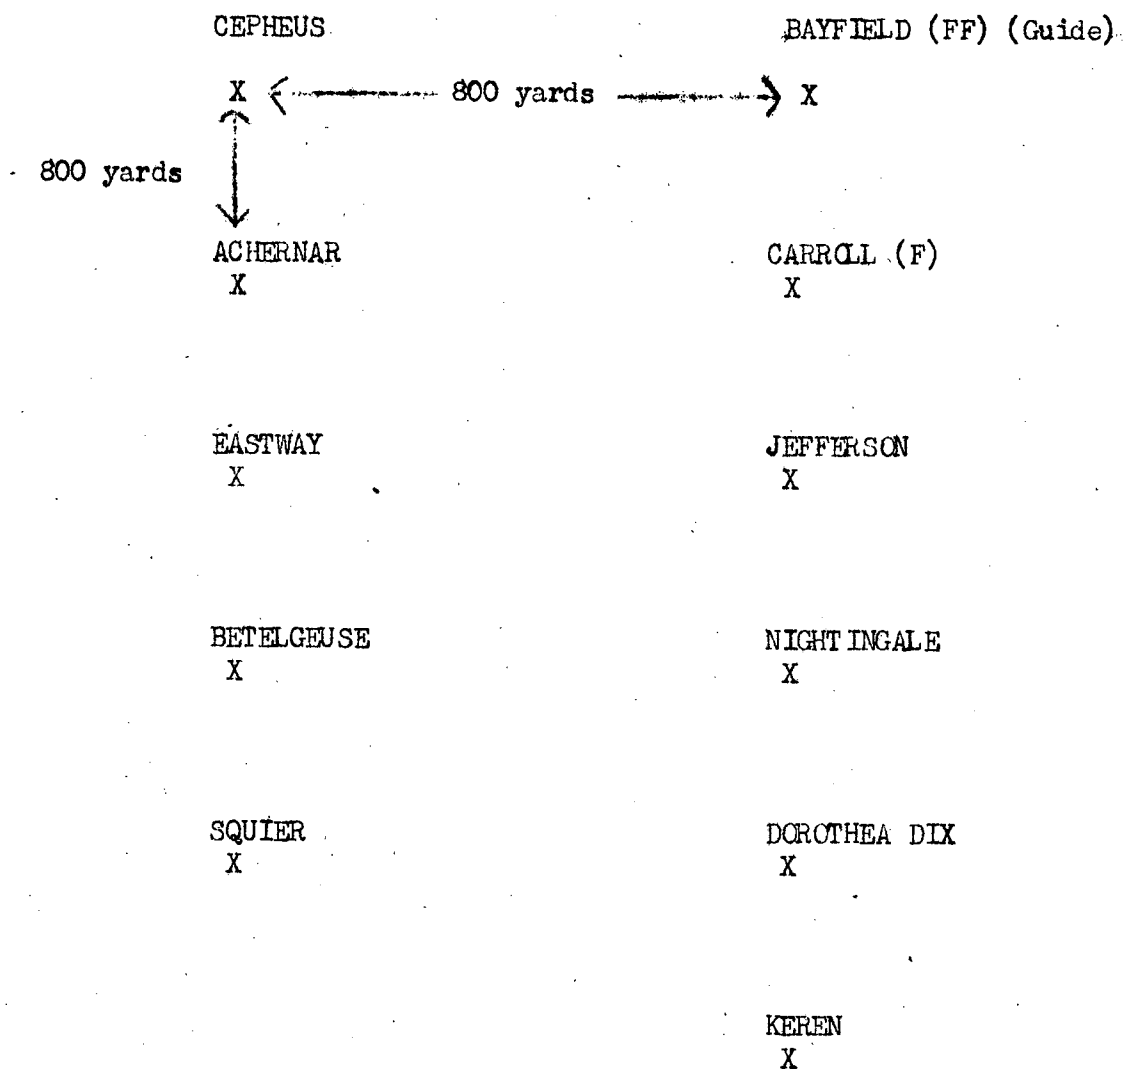 CEPHEUS BAYFIELD (FF) (Guide)
X 800 yards X
800 yards
ACHERNAR CARROLL (F)
X X
EASTWAY JEFFERSON
X X
BETELGEUSE NIGHTINGALE
X X
SQUIER DOROTHEA DIX
X X
KEREN
X